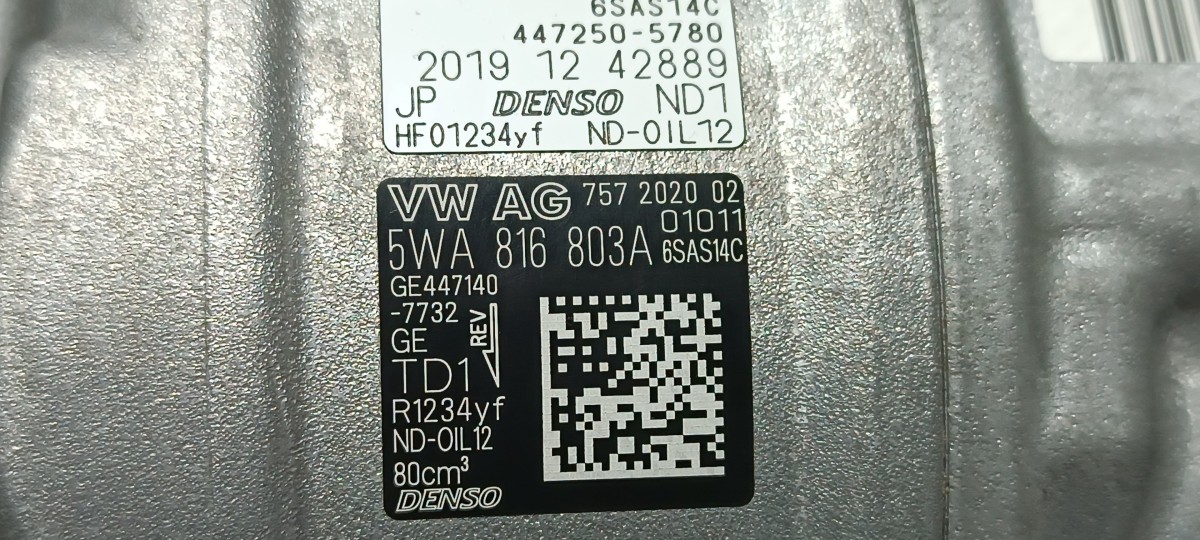 6SAS14C
447250-5780
2019 12 42889
JP DENSO ND1
HFO1234yf ND-OIL12
VW AG 757 2020 02
01011
5WA 816 803A 6SAS14C
GE447140
-7732
REV
GE
TD1
R1234yf
ND-OIL12
80cm³
DENSO